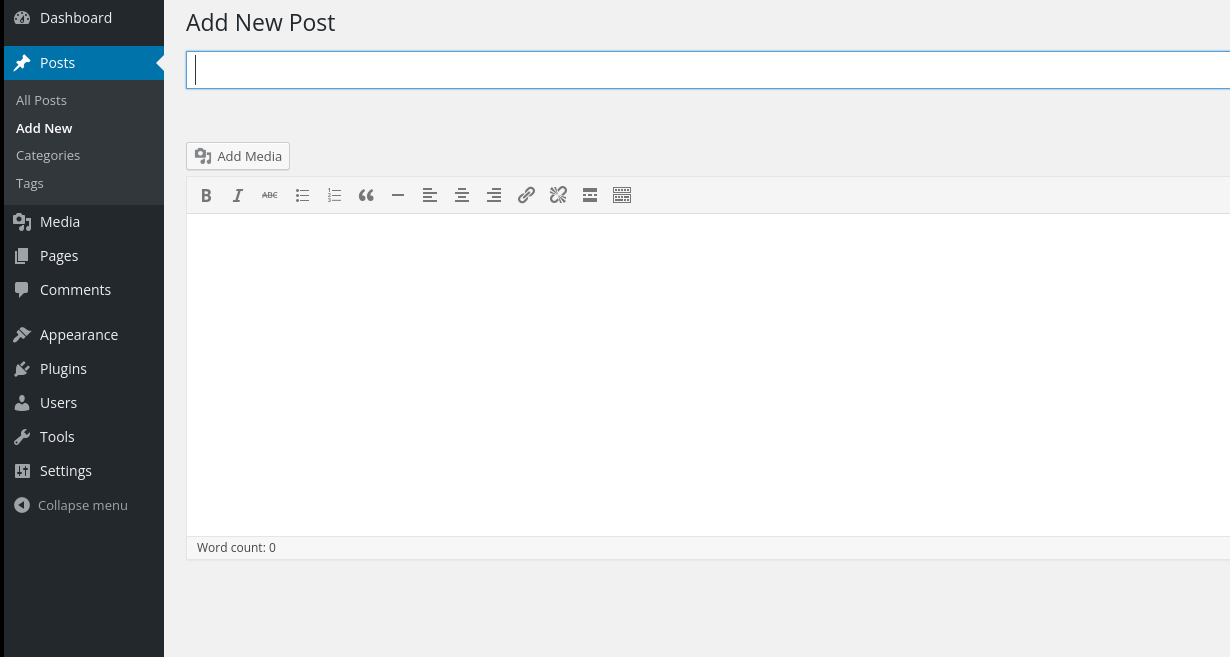 Dashboard
Posts
All Posts
Add New
Categories
Tags
Media
Pages
Comments
Appearance
Plugins
Users
Tools
Settings
Collapse menu
Add New Post
Add Media
B I ABC
Word count: 0